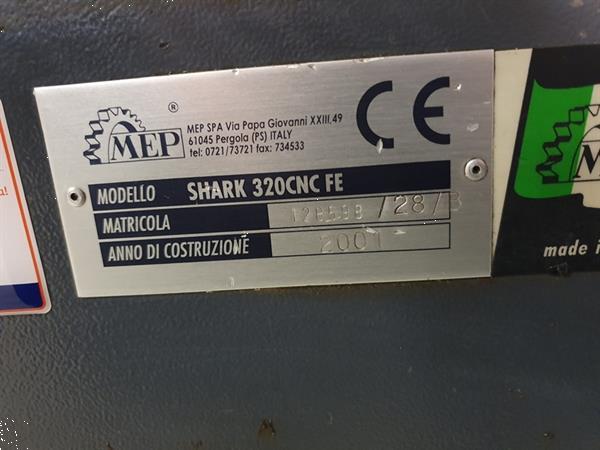 MEP
®
MEP SPA Via Papa Giovanni XXIII,49
61045 Pergola (PS) ITALY
tel: 0721/73721 fax: 734533
CE
MODELLO SHARK 320CNC FE
MATRICOLA /28/
ANNO DI COSTRUZIONE 2001
MEP
made i